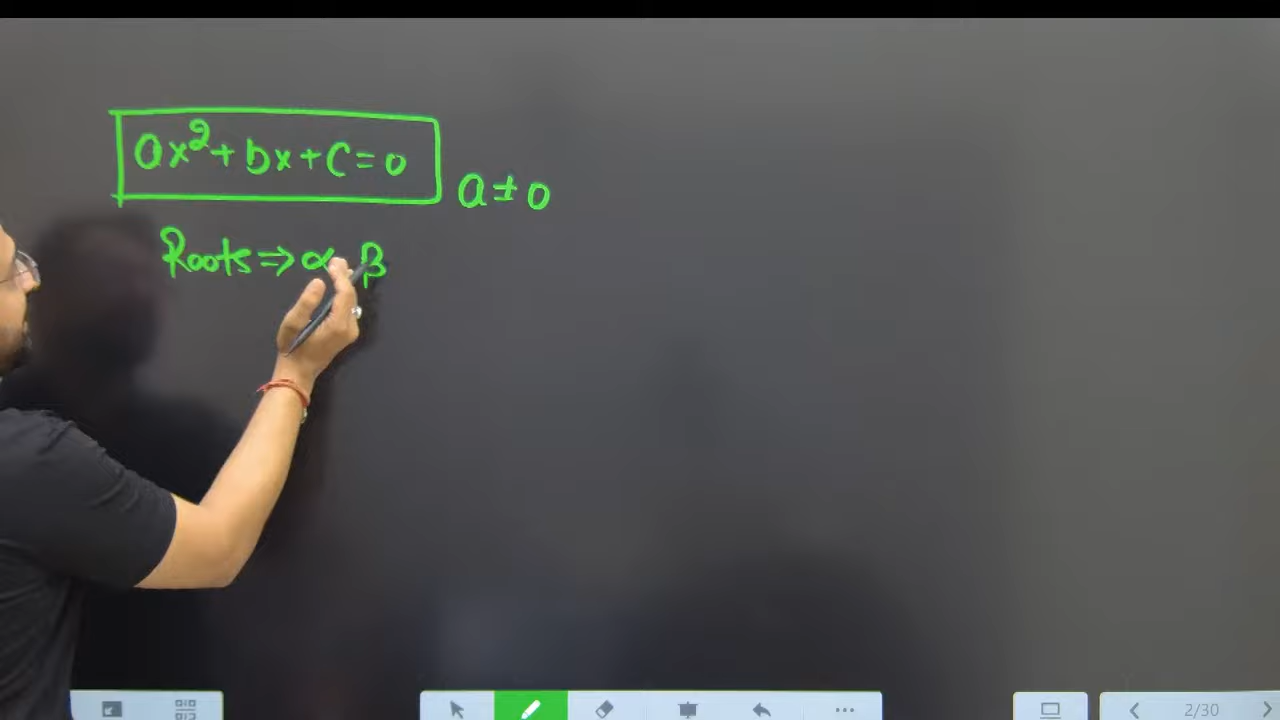 ax²+bx+c=0
a≠0
Roots⇒α, β
2/30